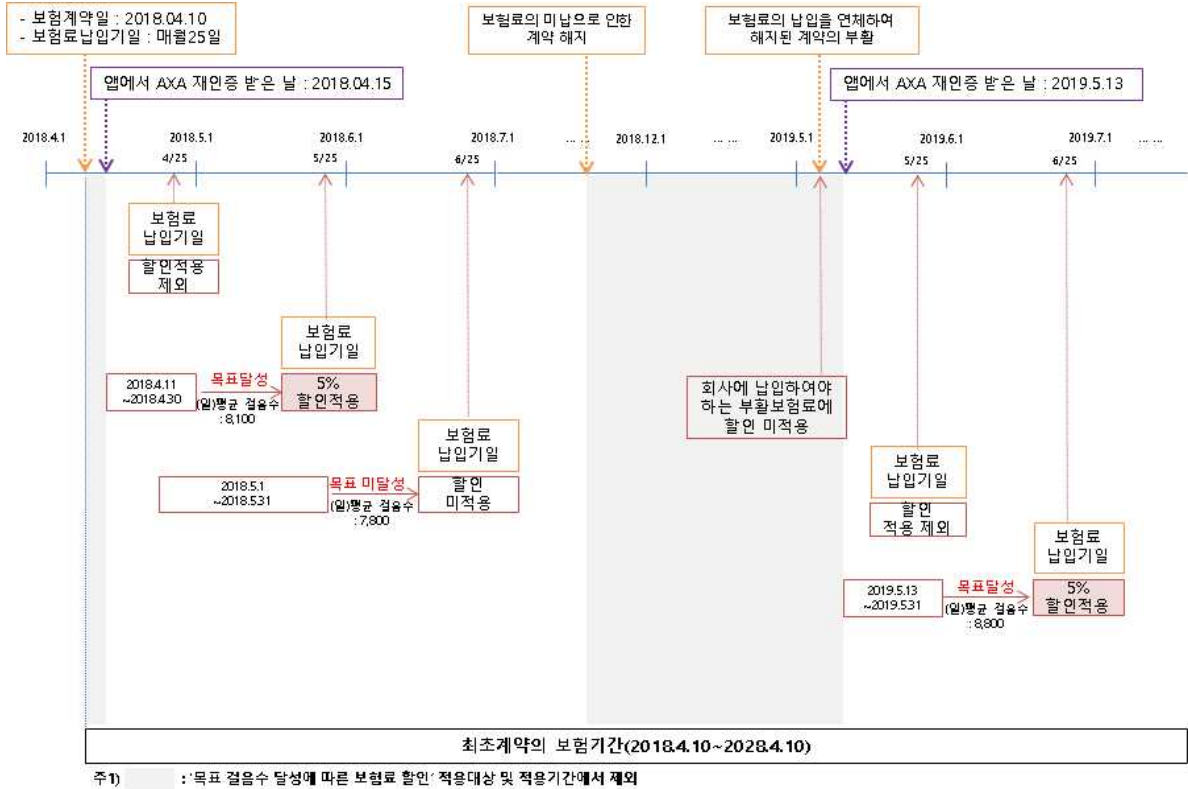 - 보험계약일 : 2018.04.10
- 보험료납입기일 : 매월25일
보험료의 미납으로 인한
계약 해지
보험료의 납입을 연체하여
해지된 계약의 부활
앱에서 AXA 재인증 받은 날 : 2018.04.15
앱에서 AXA 재인증 받은 날 : 2019.5.13
2018.4.1
2018.5.1
2018.6.1
2018.7.1
... ...
2018.12.1
... ...
2019.5.1
2019.6.1
2019.7.1
... ...
4/25
5/25
6/25
5/25
6/25
보험료
납입기일
할인적용
제외
보험료
납입기일
2018.4.11
~2018.4.30
목표달성
(일)평균 걸음수
: 8,100
5%
할인적용
보험료
납입기일
2018.5.1
~2018.5.31
목표 미달성
(일)평균 걸음수
: 7,800
할인
미적용
회사에 납입하여야
하는 부활보험료에
할인 미적용
보험료
납입기일
할인
적용 제외
보험료
납입기일
2019.5.13
~2019.5.31
목표달성
(일)평균 걸음수
: 8,800
5%
할인적용
최초계약의 보험기간(2018.4.10~2028.4.10)
주1) : '목표 걸음수 달성에 따른 보험료 할인' 적용대상 및 적용기간에서 제외